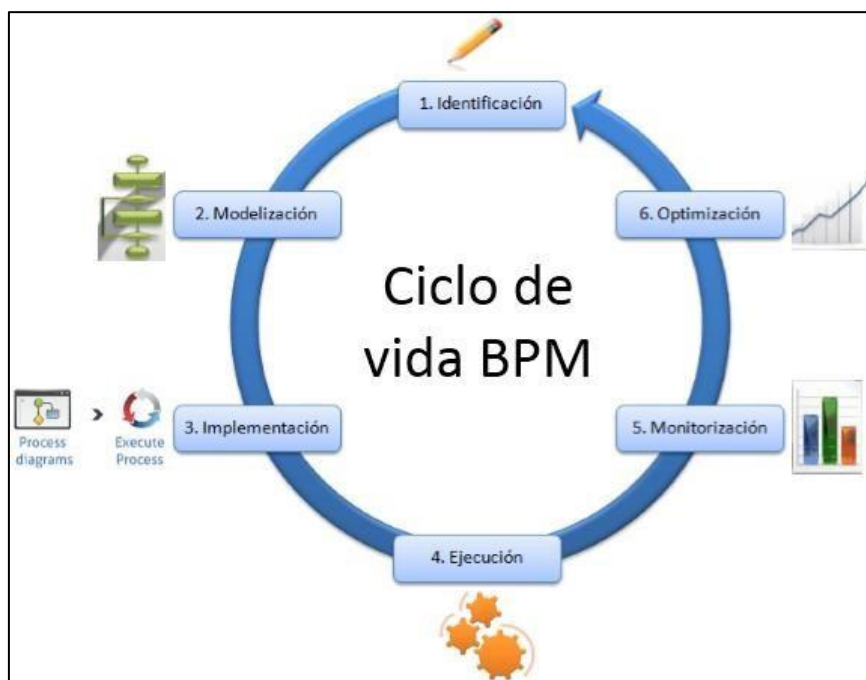 1. Identificación
2. Modelización
6. Optimización
Ciclo de
vida BPM
Process
diagrams
>
Execute
Process
3. Implementación
5. Monitorización
4. Ejecución